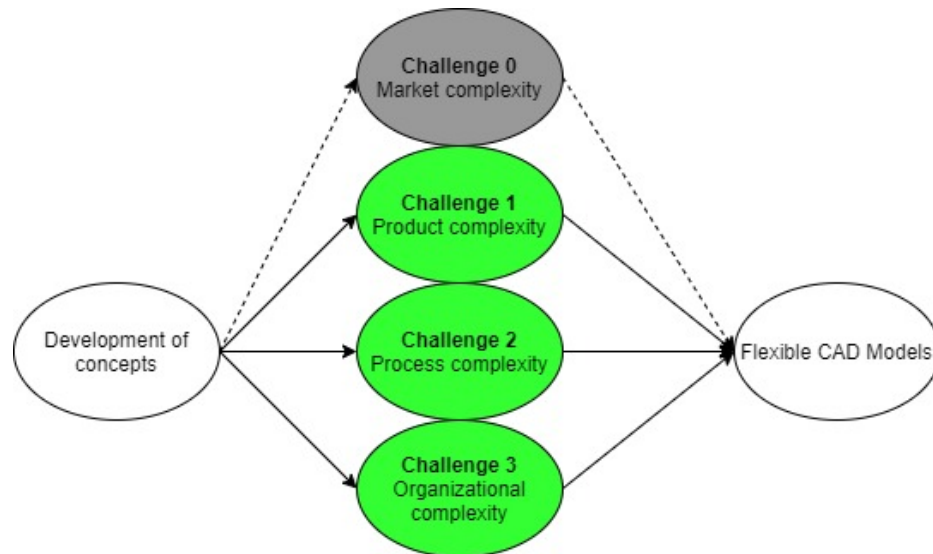 Challenge 0
Market complexity
Challenge 1
Product complexity
Development of
concepts
Challenge 2
Process complexity
Flexible CAD Models
Challenge 3
Organizational
complexity